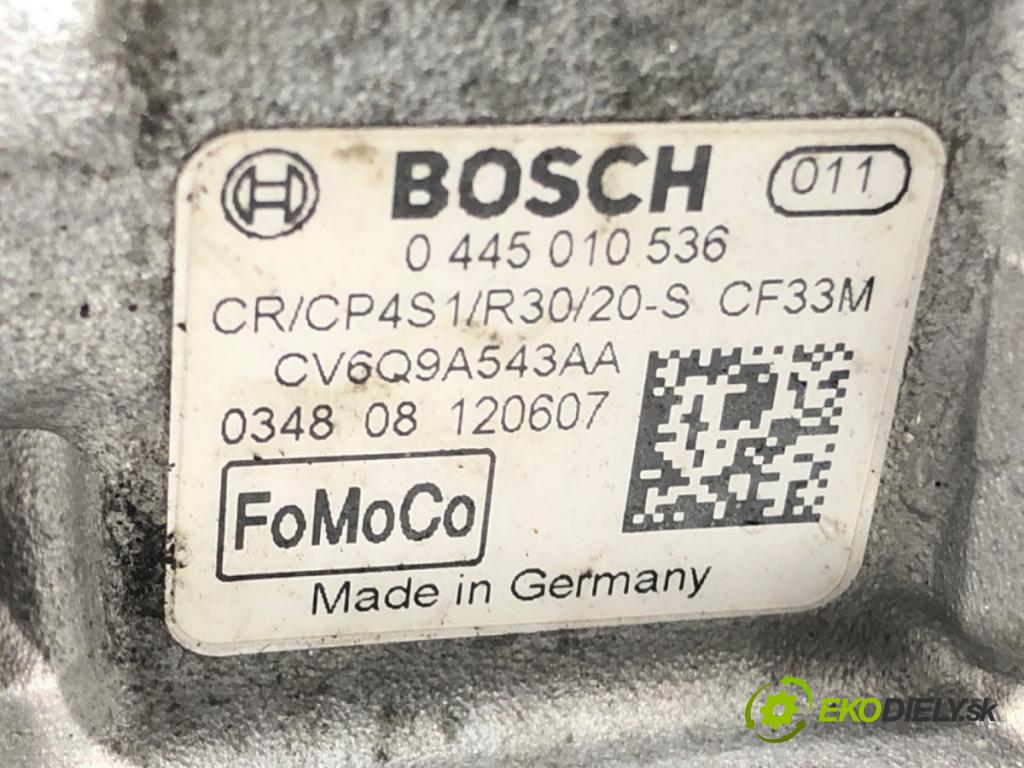 BOSCH 011
0 445 010 536
CR/CP4S1/R30/20-S CF33M
CV6Q9A543AA
0348 08 120607
FoMoCo
Made in Germany
EKODIELY.sk